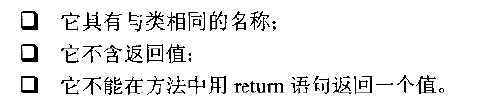 ❑ 它具有与类相同的名称；
❑ 它不含返回值；
❑ 它不能在方法中用 return 语句返回一个值。